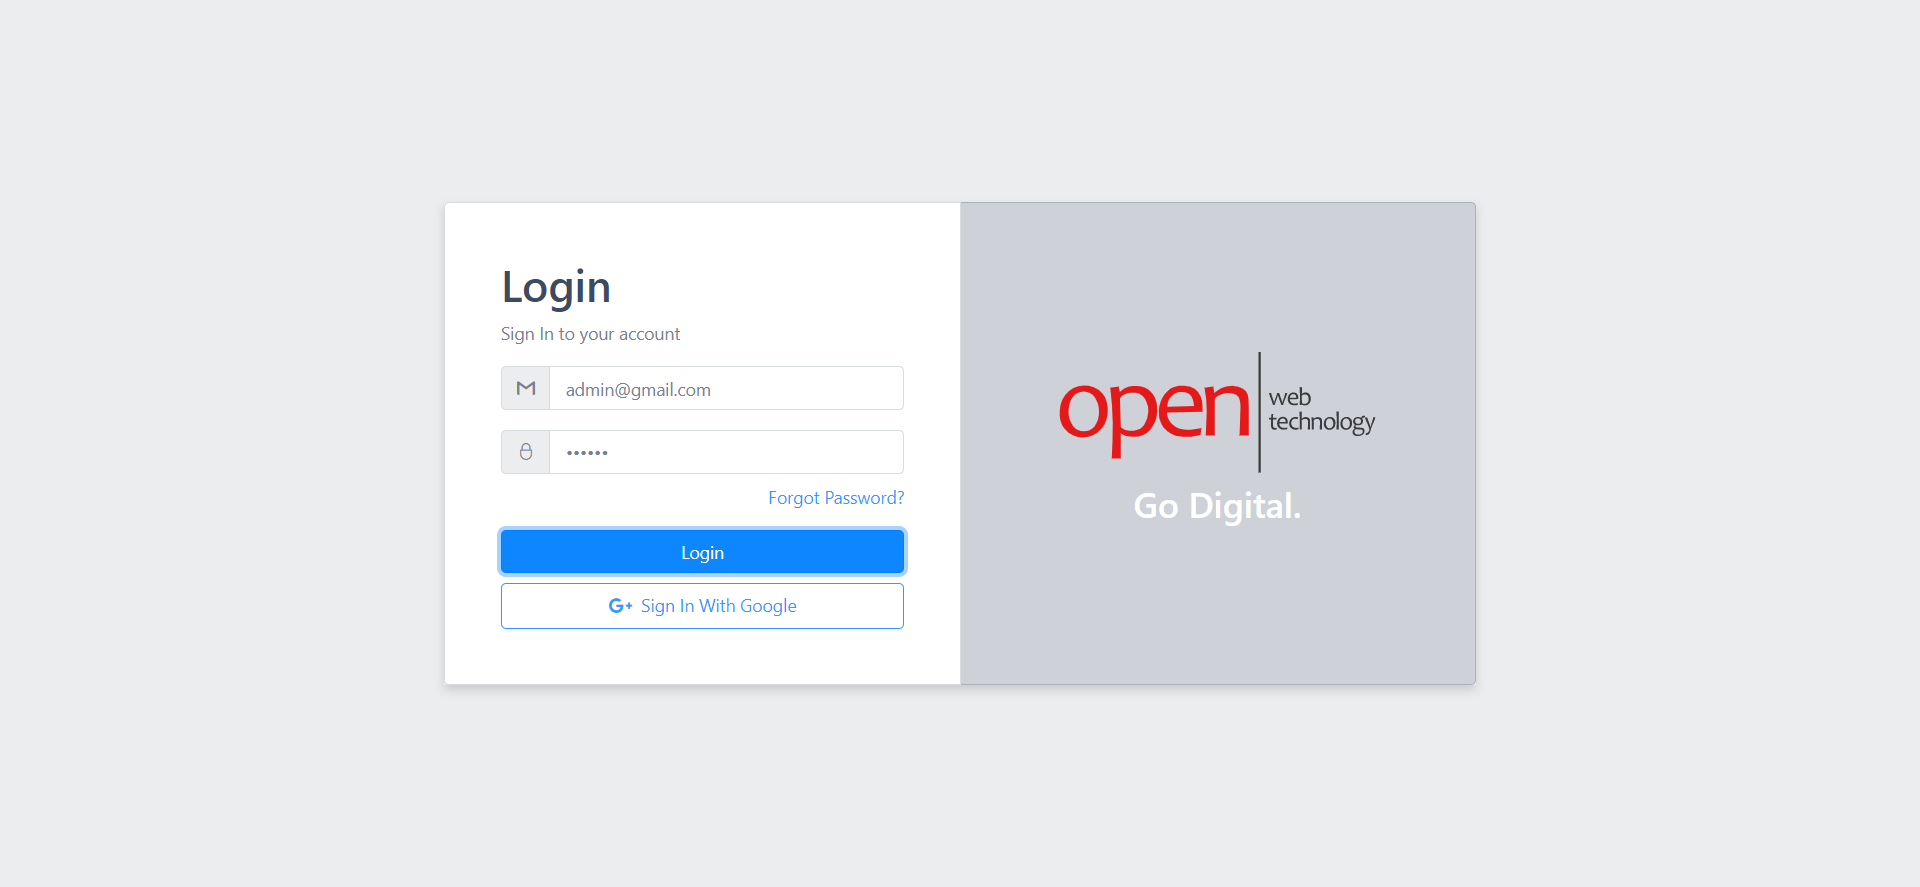 Login
Sign In to your account
admin@gmail.com
••••••
Forgot Password?
Login
G+ Sign In With Google
open
web
technology
Go Digital.